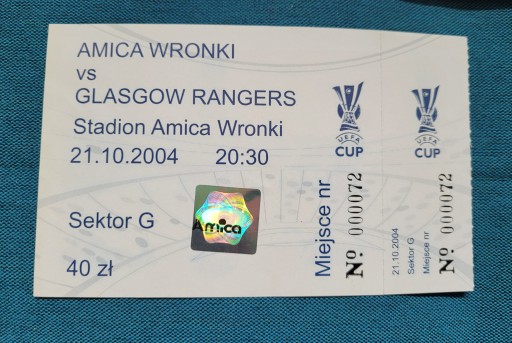 AMICA WRONKI
vs
GLASGOW RANGERS
Stadion Amica Wronki
21.10.2004 20:30
Sektor G
40 zł
Amica
UEFA
CUP
Miejsce nr
Nº 000072
UEFA
CUP
21.10.2004
Sektor G
Miejsce nr
Nº 000072